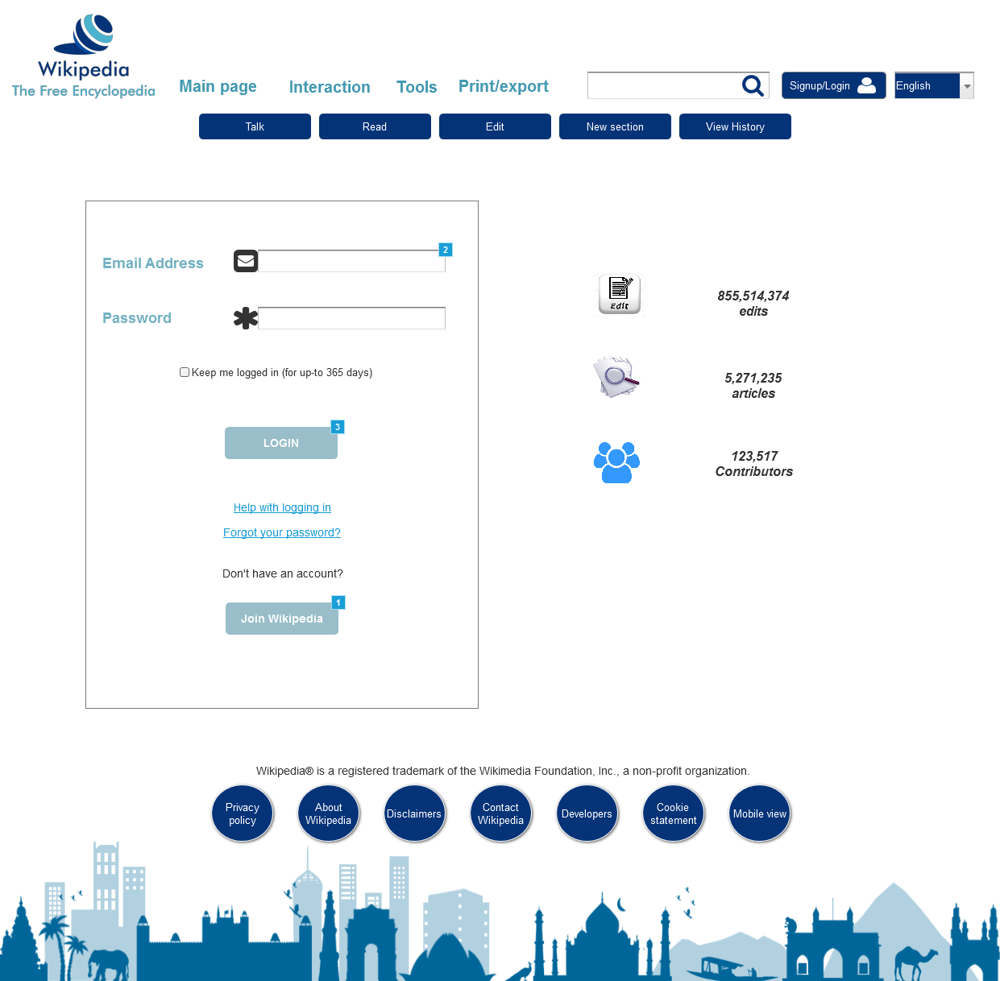 Wikipedia
The Free Encyclopedia
Main page
Interaction
Tools
Print/export
Signup/Login
English
Talk
Read
Edit
New section
View History
Email Address
2
Password
Keep me logged in (for up-to 365 days)
3
LOGIN
Help with logging in
Forgot your password?
Don't have an account?
1
Join Wikipedia
Edit
855,514,374
edits
5,271,235
articles
123,517
Contributors
Wikipedia® is a registered trademark of the Wikimedia Foundation, Inc., a non-profit organization.
Privacy
policy
About
Wikipedia
Disclaimers
Contact
Wikipedia
Developers
Cookie
statement
Mobile view